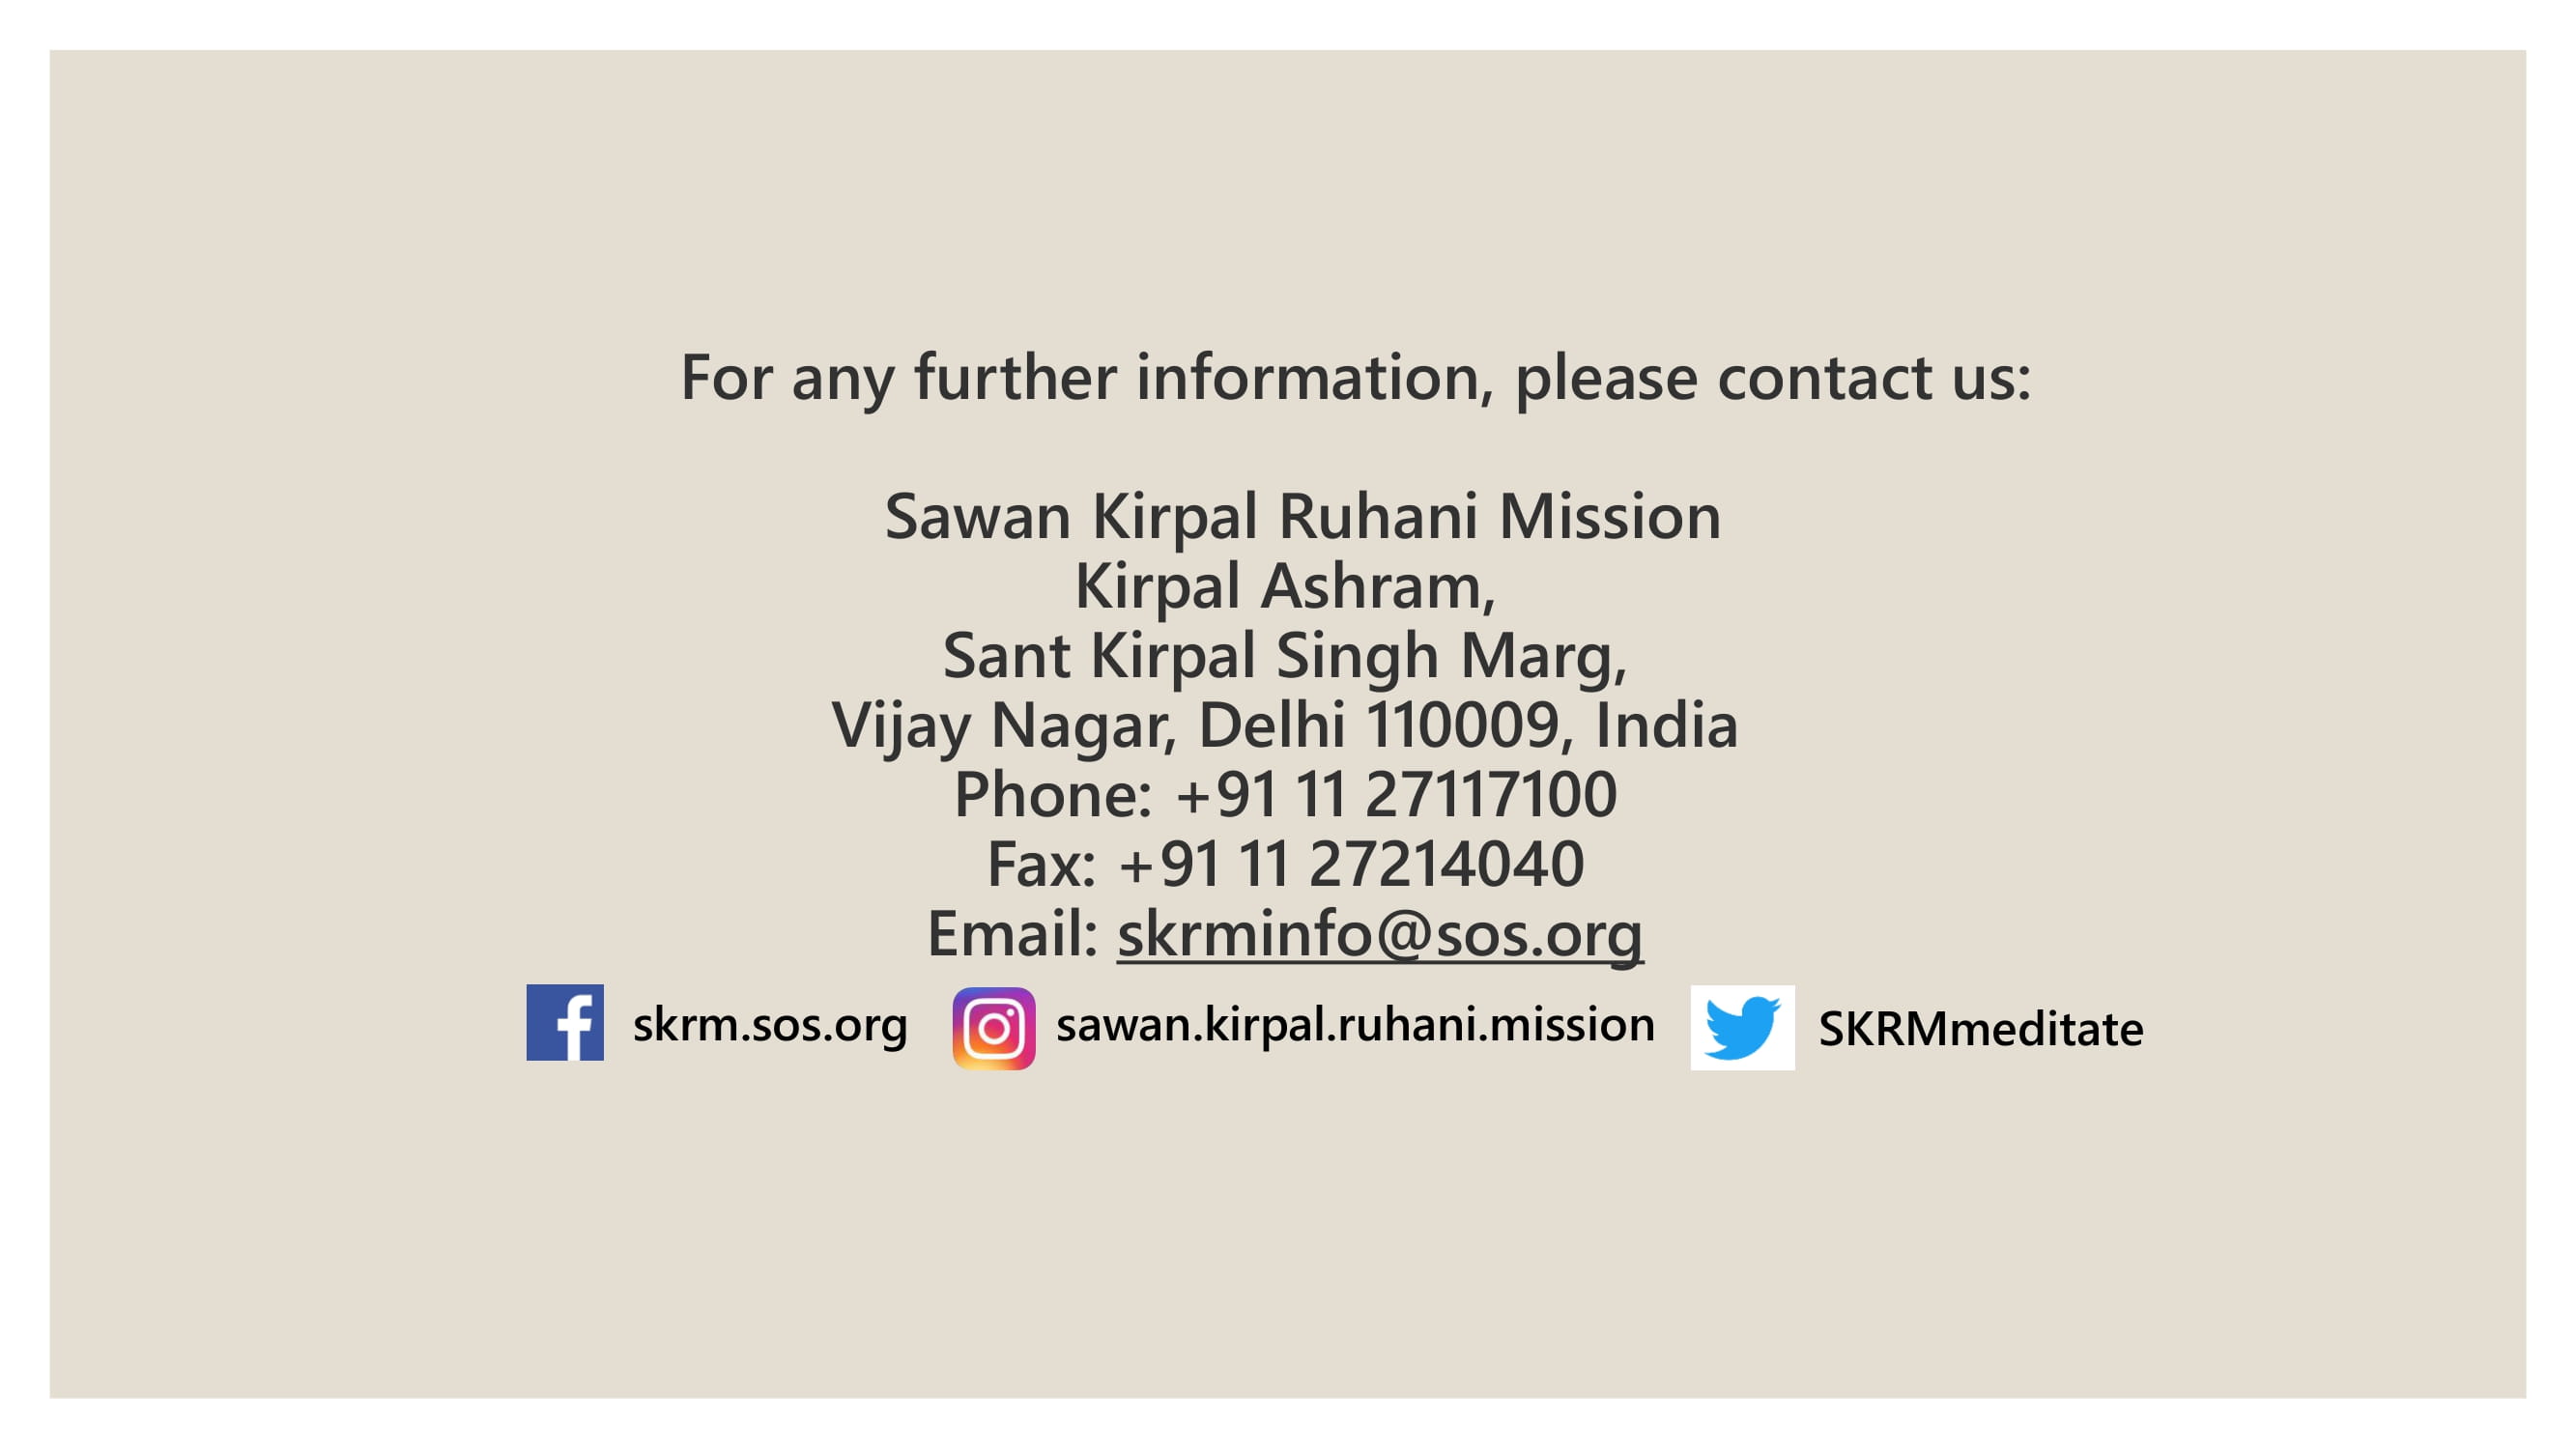 For any further information, please contact us:
Sawan Kirpal Ruhani Mission
Kirpal Ashram,
Sant Kirpal Singh Marg,
Vijay Nagar, Delhi 110009, India
Phone: +91 11 27117100
Fax: +91 11 27214040
Email: skrminfo@sos.org
skrm.sos.org sawan.kirpal.ruhani.mission SKRMmeditate